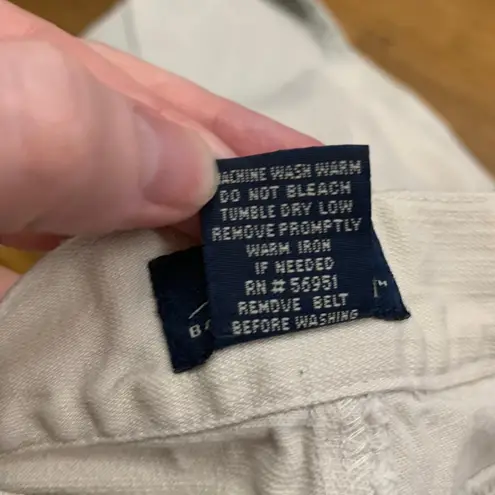 MACHINE WASH WARM
DO NOT BLEACH
TUMBLE DRY LOW
REMOVE PROMPTLY
WARM IRON
IF NEEDED
RN # 56951
REMOVE BELT
BEFORE WASHING